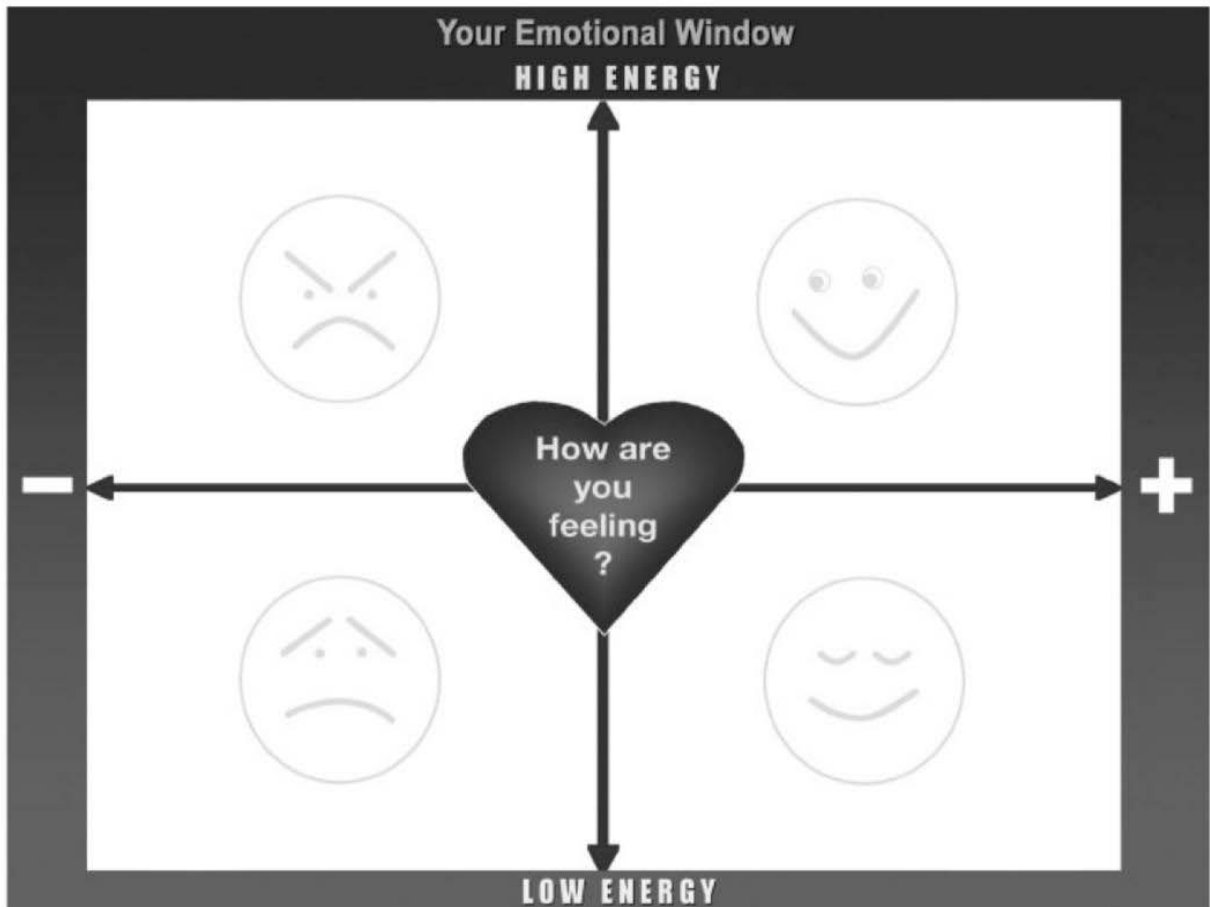 Your Emotional Window
HIGH ENERGY
How are
you
feeling
?
− +
LOW ENERGY